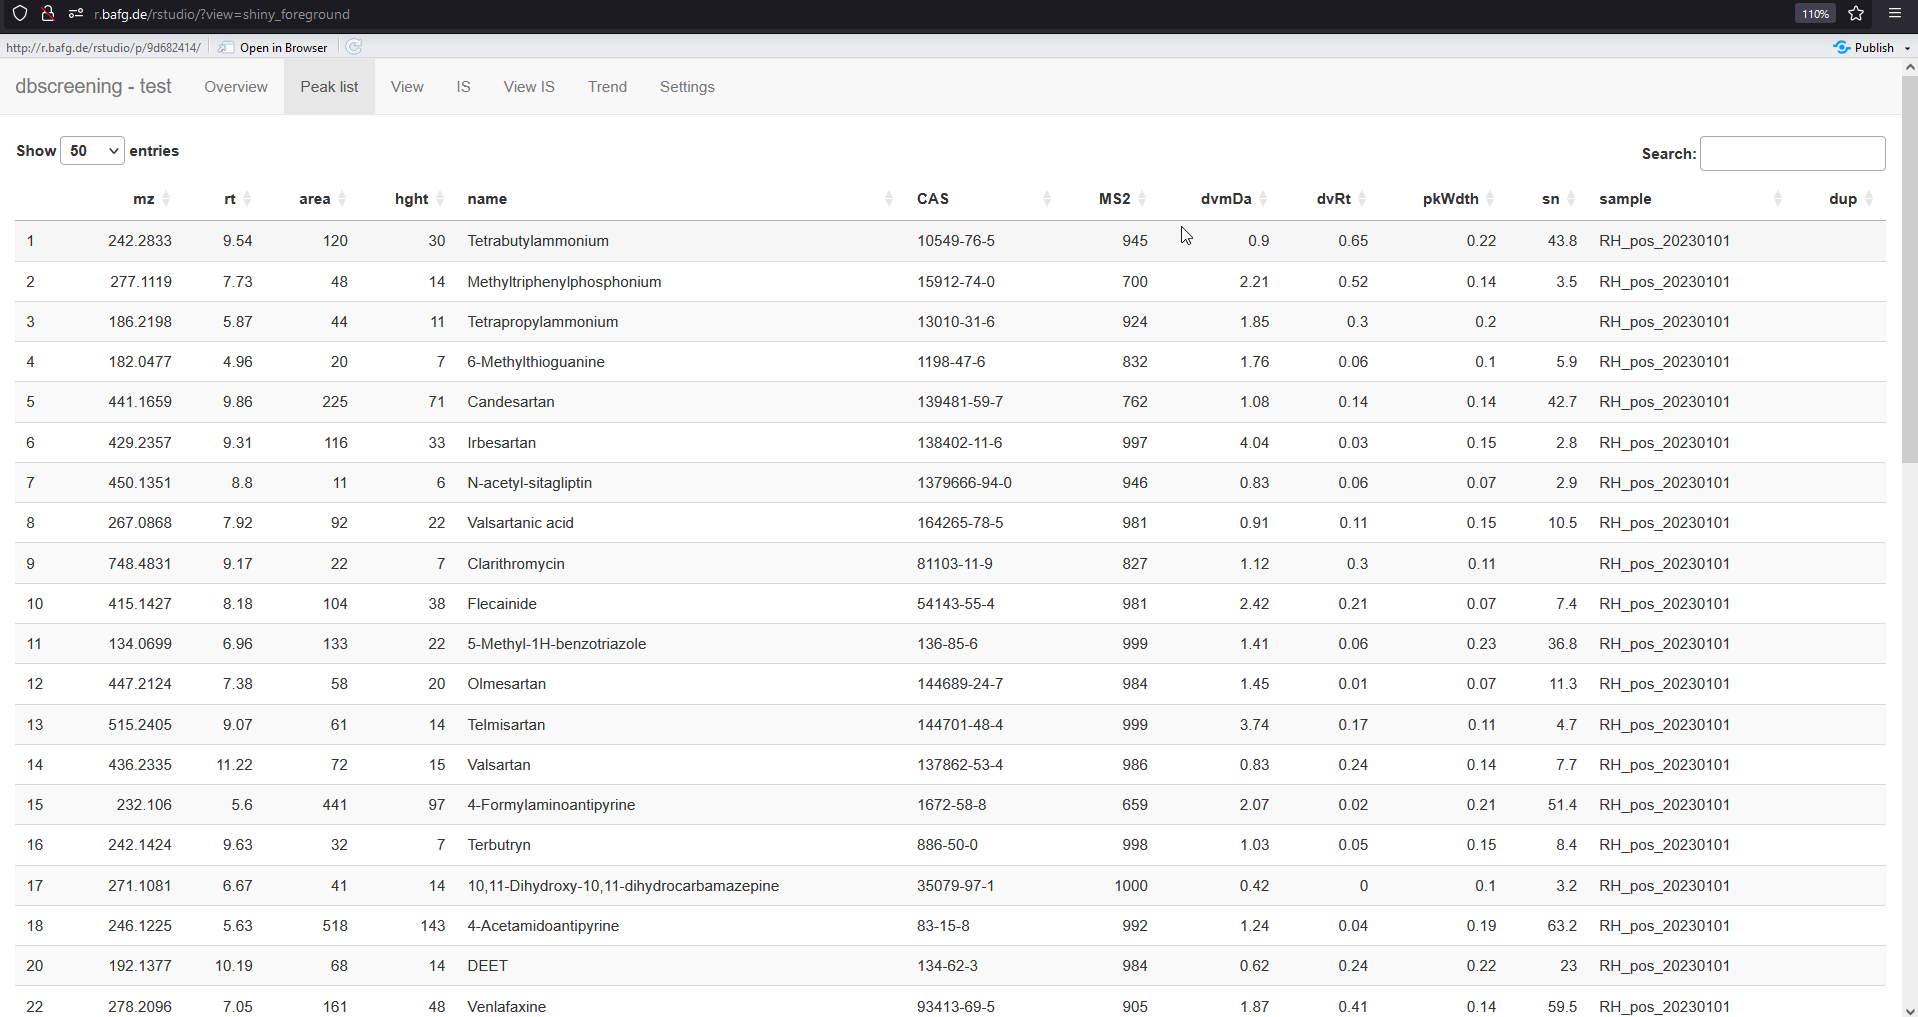 r.bafg.de/rstudio/?view=shiny_foreground 110%
http://r.bafg.de/rstudio/p/9d682414/ Open in Browser Publish
dbscreening - test Overview Peak list View IS View IS Trend Settings
Show 50 entries Search:
mz rt area hght name CAS MS2 dvmDa dvRt pkWdth sn sample dup
1 242.2833 9.54 120 30 Tetrabutylammonium 10549-76-5 945 0.9 0.65 0.22 43.8 RH_pos_20230101
2 277.1119 7.73 48 14 Methyltriphenylphosphonium 15912-74-0 700 2.21 0.52 0.14 3.5 RH_pos_20230101
3 186.2198 5.87 44 11 Tetrapropylammonium 13010-31-6 924 1.85 0.3 0.2 RH_pos_20230101
4 182.0477 4.96 20 7 6-Methylthioguanine 1198-47-6 832 1.76 0.06 0.1 5.9 RH_pos_20230101
5 441.1659 9.86 225 71 Candesartan 139481-59-7 762 1.08 0.14 0.14 42.7 RH_pos_20230101
6 429.2357 9.31 116 33 Irbesartan 138402-11-6 997 4.04 0.03 0.15 2.8 RH_pos_20230101
7 450.1351 8.8 11 6 N-acetyl-sitagliptin 1379666-94-0 946 0.83 0.06 0.07 2.9 RH_pos_20230101
8 267.0868 7.92 92 22 Valsartanic acid 164265-78-5 981 0.91 0.11 0.15 10.5 RH_pos_20230101
9 748.4831 9.17 22 7 Clarithromycin 81103-11-9 827 1.12 0.3 0.11 RH_pos_20230101
10 415.1427 8.18 104 38 Flecainide 54143-55-4 981 2.42 0.21 0.07 7.4 RH_pos_20230101
11 134.0699 6.96 133 22 5-Methyl-1H-benzotriazole 136-85-6 999 1.41 0.06 0.23 36.8 RH_pos_20230101
12 447.2124 7.38 58 20 Olmesartan 144689-24-7 984 1.45 0.01 0.07 11.3 RH_pos_20230101
13 515.2405 9.07 61 14 Telmisartan 144701-48-4 999 3.74 0.17 0.11 4.7 RH_pos_20230101
14 436.2335 11.22 72 15 Valsartan 137862-53-4 986 0.83 0.24 0.14 7.7 RH_pos_20230101
15 232.106 5.6 441 97 4-Formylaminoantipyrine 1672-58-8 659 2.07 0.02 0.21 51.4 RH_pos_20230101
16 242.1424 9.63 32 7 Terbutryn 886-50-0 998 1.03 0.05 0.15 8.4 RH_pos_20230101
17 271.1081 6.67 41 14 10,11-Dihydroxy-10,11-dihydrocarbamazepine 35079-97-1 1000 0.42 0 0.1 3.2 RH_pos_20230101
18 246.1225 5.63 518 143 4-Acetamidoantipyrine 83-15-8 992 1.24 0.04 0.19 63.2 RH_pos_20230101
20 192.1377 10.19 68 14 DEET 134-62-3 984 0.62 0.24 0.22 23 RH_pos_20230101
22 278.2096 7.05 161 48 Venlafaxine 93413-69-5 905 1.87 0.41 0.14 59.5 RH_pos_20230101